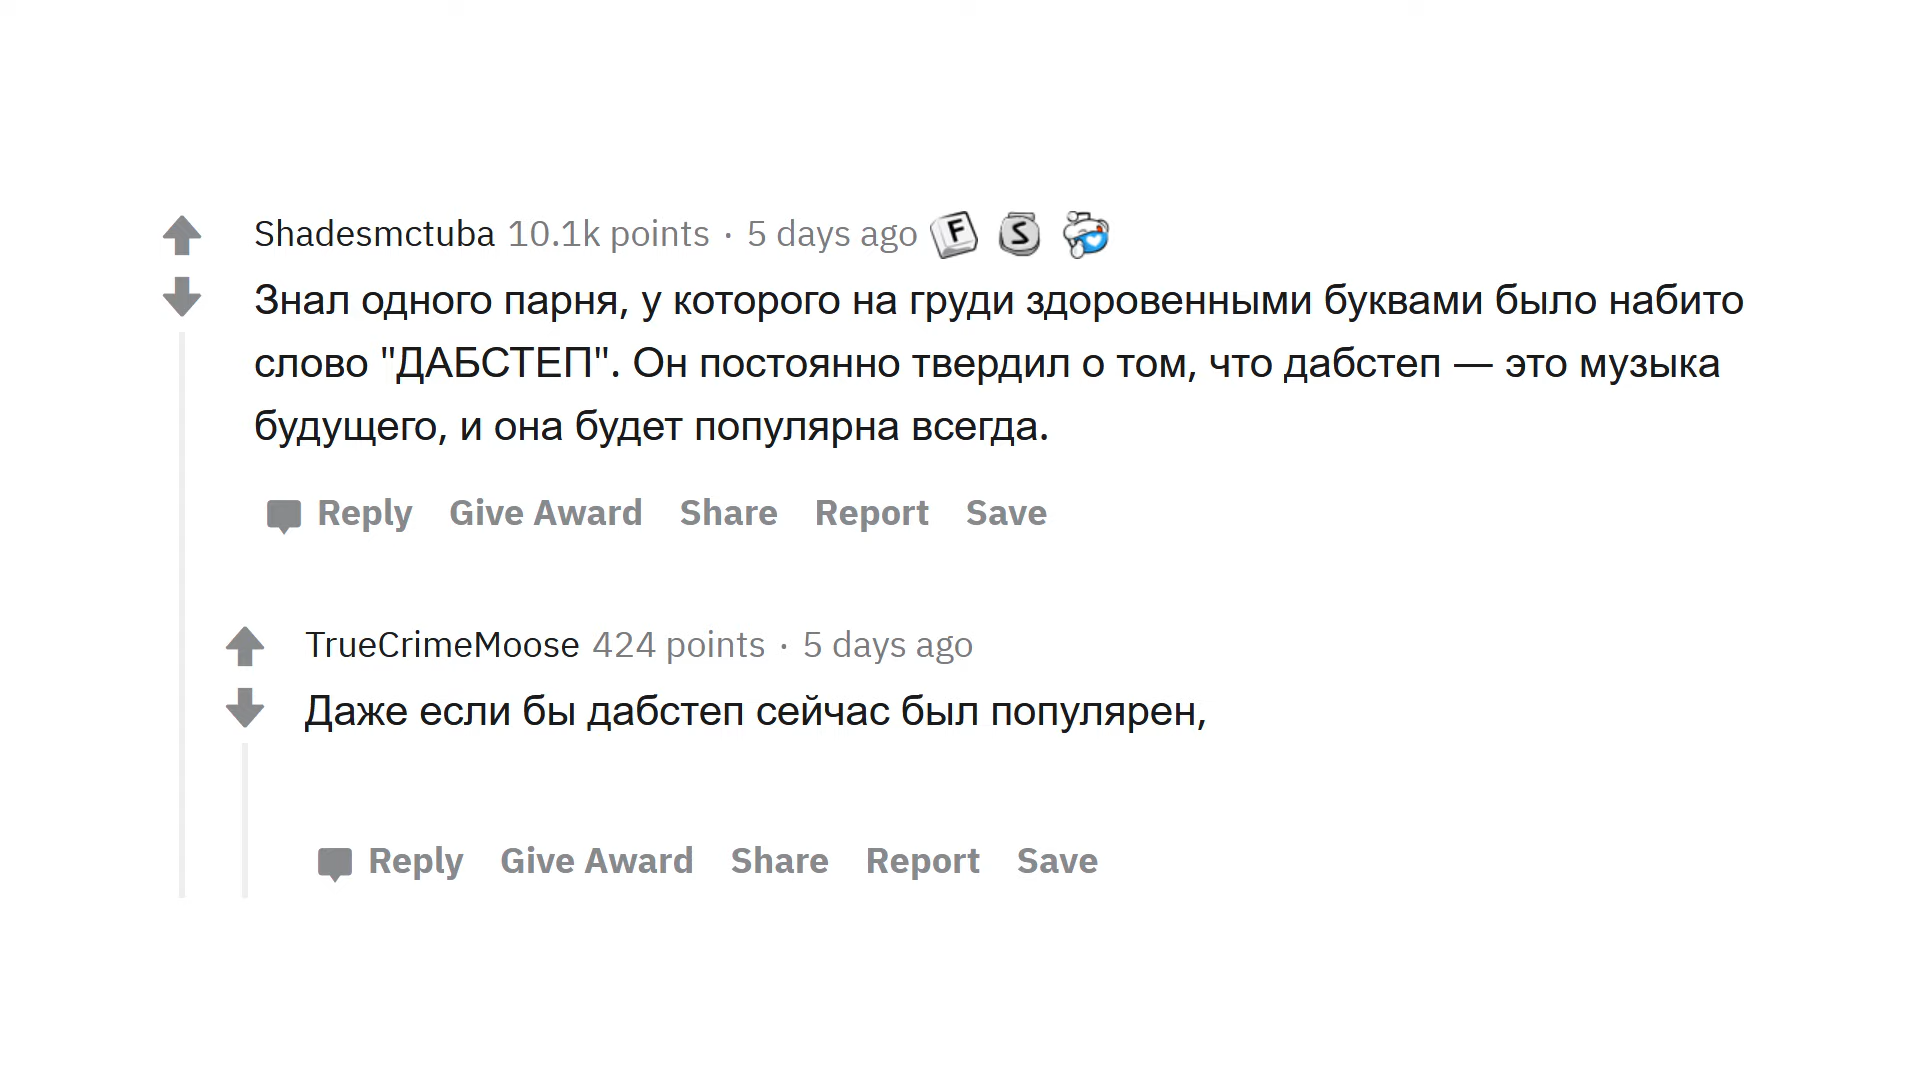 Shadesmctuba 10.1k points · 5 days ago F S
Знал одного парня, у которого на груди здоровенными буквами было набито
слово "ДАБСТЕП". Он постоянно твердил о том, что дабстеп — это музыка
будущего, и она будет популярна всегда.
Reply Give Award Share Report Save
TrueCrimeMoose 424 points · 5 days ago
Даже если бы дабстеп сейчас был популярен,
Reply Give Award Share Report Save